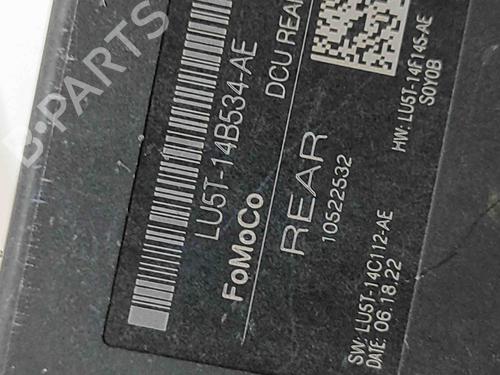 LU5T-14B534-AE
DCU REAR
FoMoCo
REAR
10522532
HW: LU5T-14F145-AE
S0Y0B
SW: LU5T-14C112-AE
DATE: 06.18.22
B-PARTS